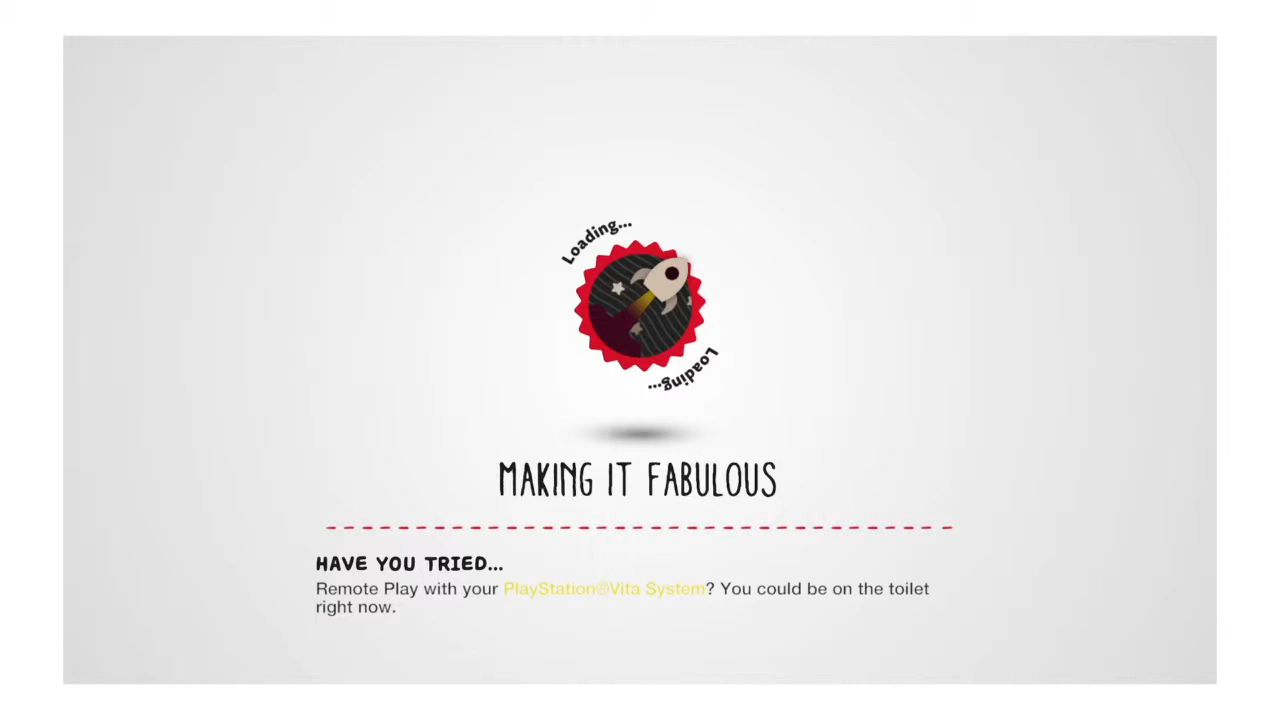 Loading...
Loading...
MAKING IT FABULOUS
HAVE YOU TRIED...
Remote Play with your PlayStation®Vita System? You could be on the toilet
right now.